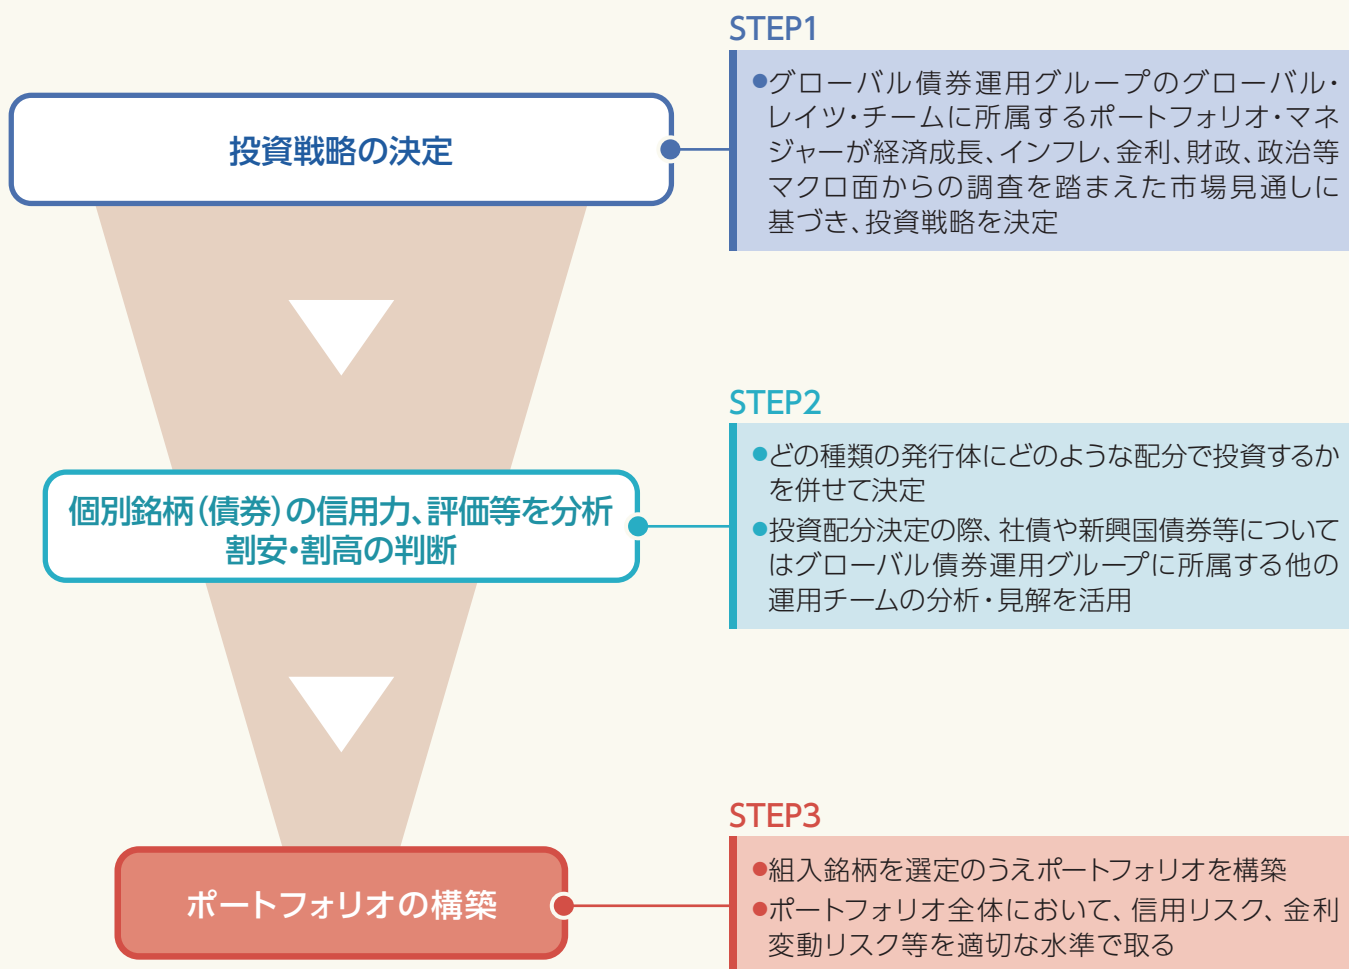 STEP1
投資戦略の決定
●グローバル債券運用グループのグローバル・
レイツ・チームに所属するポートフォリオ・マネ
ジャーが経済成長、インフレ、金利、財政、政治等
マクロ面からの調査を踏まえた市場見通しに
基づき、投資戦略を決定
STEP2
個別銘柄(債券)の信用力、評価等を分析
割安・割高の判断
●どの種類の発行体にどのような配分で投資するか
を併せて決定
●投資配分決定の際、社債や新興国債券等について
はグローバル債券運用グループに所属する他の
運用チームの分析・見解を活用
STEP3
ポートフォリオの構築
●組入銘柄を選定のうえポートフォリオを構築
●ポートフォリオ全体において、信用リスク、金利
変動リスク等を適切な水準で取る